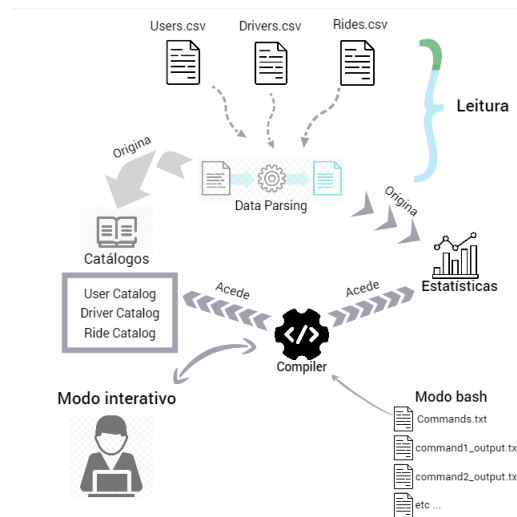 Users.csv
Drivers.csv
Rides.csv
Leitura
Origina
Data Parsing
Origina
Catálogos
User Catalog
Driver Catalog
Ride Catalog
Acede
Acede
Estatísticas
</>
Compiler
Modo interativo
Modo bash
Commands.txt
command1_output.tx
command2_output.tx
etc ...